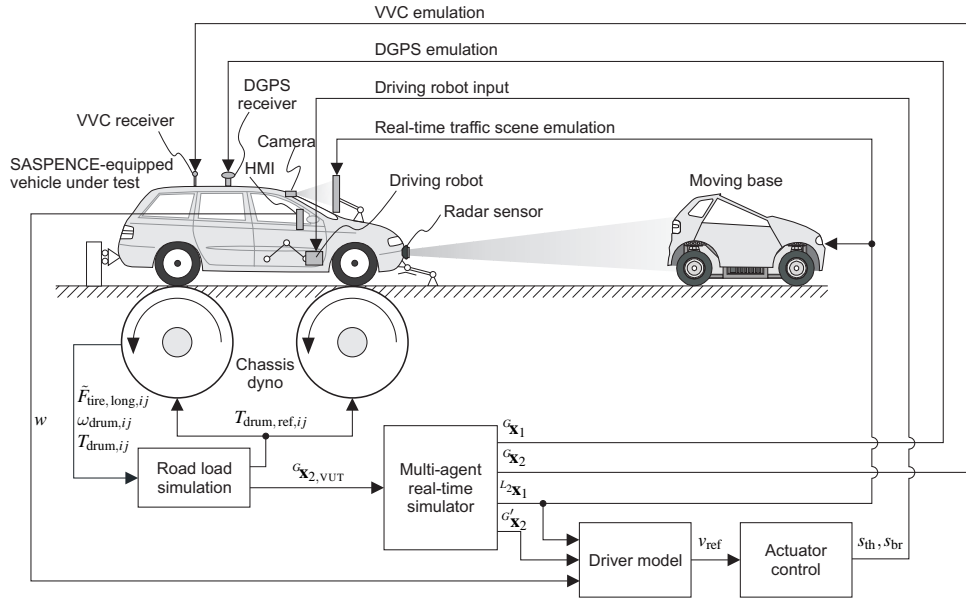 VVC emulation
DGPS emulation
DGPS
receiver
Driving robot input
VVC receiver
Real-time traffic scene emulation
Camera
SASPENCE-equipped
vehicle under test
HMI
Driving robot
Moving base
Radar sensor
Chassis
dyno
F̃tire, long, ij
ωdrum, ij
Tdrum, ij
w
Tdrum, ref, ij
Road load
simulation
Gx2,VUT
Multi-agent
real-time
simulator
Gx1
Gx2
L2x1
G′x2
Driver model
vref
Actuator
control
sth, sbr